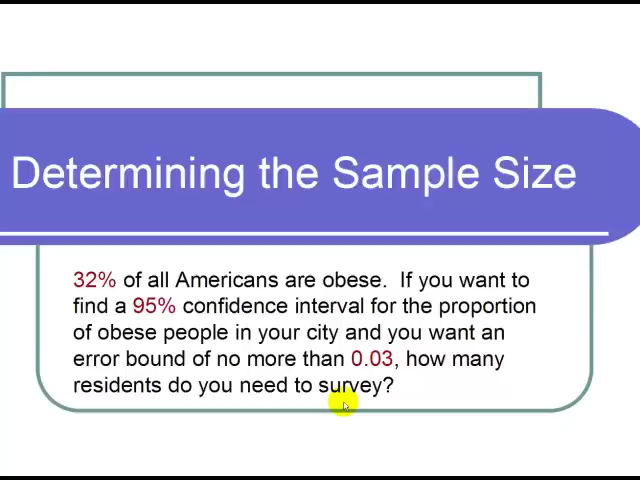 Determining the Sample Size
32% of all Americans are obese. If you want to
find a 95% confidence interval for the proportion
of obese people in your city and you want an
error bound of no more than 0.03, how many
residents do you need to survey?